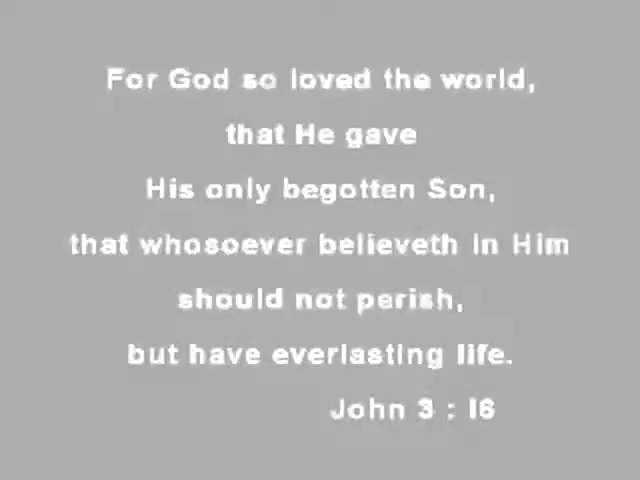 For God so loved the world,
that He gave
His only begotten Son,
that whosoever believeth in Him
should not perish,
but have everlasting life.
John 3 : 16